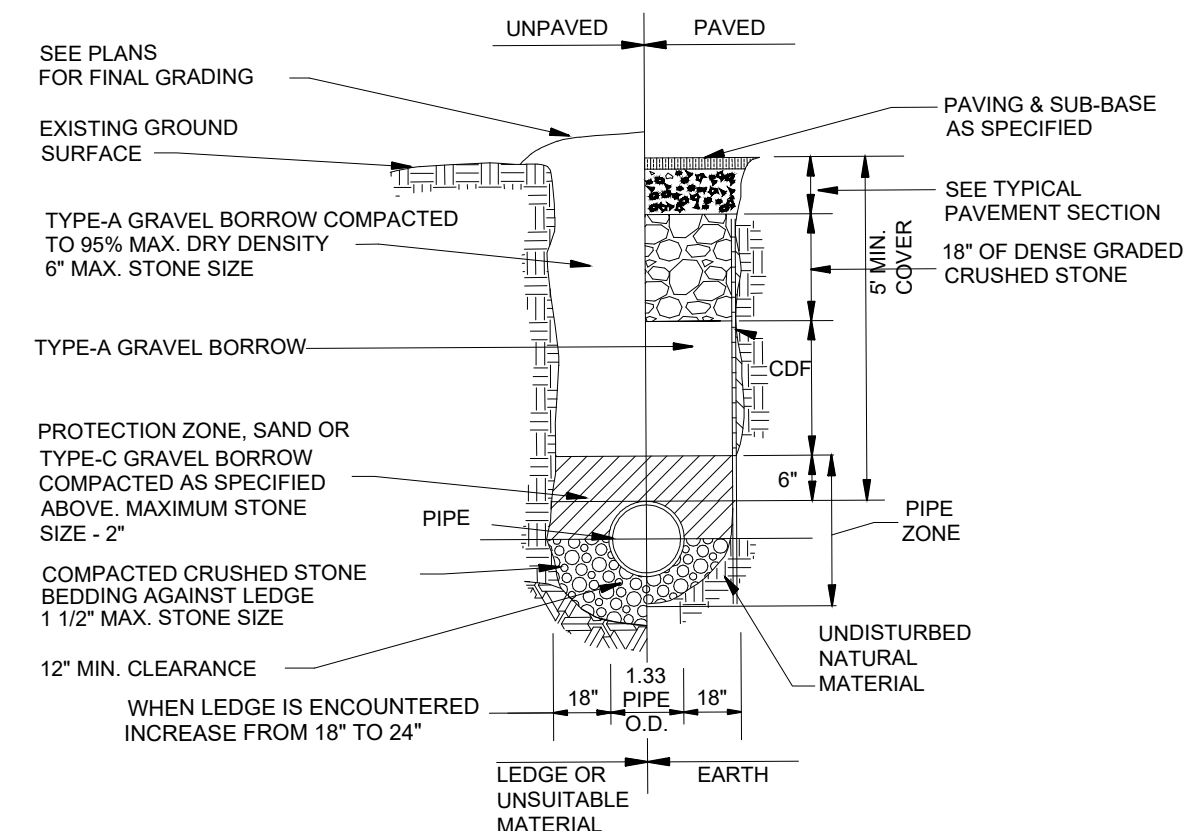 UNPAVED
PAVED
SEE PLANS
FOR FINAL GRADING
EXISTING GROUND
SURFACE
PAVING & SUB-BASE
AS SPECIFIED
SEE TYPICAL
PAVEMENT SECTION
TYPE-A GRAVEL BORROW COMPACTED
TO 95% MAX. DRY DENSITY
6" MAX. STONE SIZE
5' MIN.
COVER
18" OF DENSE GRADED
CRUSHED STONE
TYPE-A GRAVEL BORROW
CDF
PROTECTION ZONE, SAND OR
TYPE-C GRAVEL BORROW
COMPACTED AS SPECIFIED
ABOVE. MAXIMUM STONE
SIZE - 2"
6"
PIPE
PIPE
ZONE
COMPACTED CRUSHED STONE
BEDDING AGAINST LEDGE
1 1/2" MAX. STONE SIZE
UNDISTURBED
NATURAL
MATERIAL
12" MIN. CLEARANCE
18"
1.33
PIPE
O.D.
18"
WHEN LEDGE IS ENCOUNTERED
INCREASE FROM 18" TO 24"
LEDGE OR
UNSUITABLE
MATERIAL
EARTH